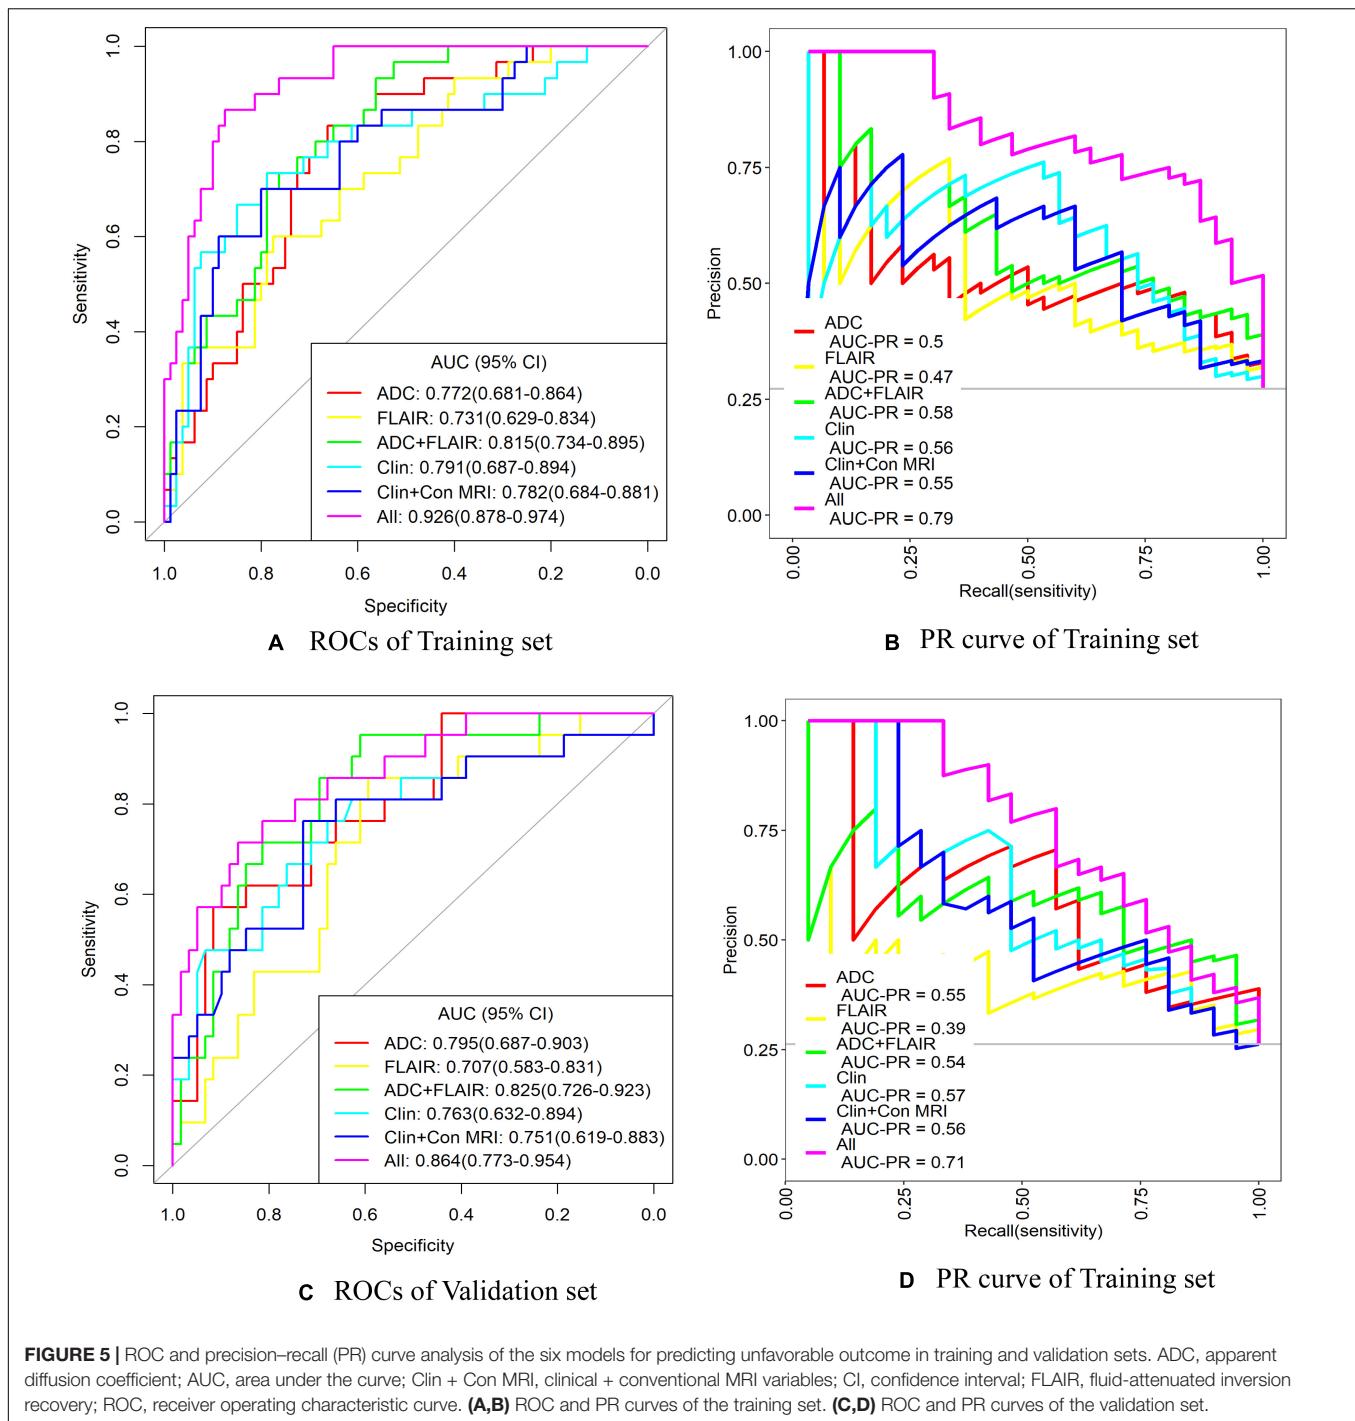 1.0
0.8
0.6
0.4
0.2
0.0
Sensitivity
AUC (95% CI)
ADC: 0.772(0.681-0.864)
FLAIR: 0.731(0.629-0.834)
ADC+FLAIR: 0.815(0.734-0.895)
Clin: 0.791(0.687-0.894)
Clin+Con MRI: 0.782(0.684-0.881)
All: 0.926(0.878-0.974)
1.0 0.8 0.6 0.4 0.2 0.0
Specificity
A ROCs of Training set
1.00
0.75
0.50
0.25
0.00
Precision
ADC
AUC-PR = 0.5
FLAIR
AUC-PR = 0.47
ADC+FLAIR
AUC-PR = 0.58
Clin
AUC-PR = 0.56
Clin+Con MRI
AUC-PR = 0.55
All
AUC-PR = 0.79
0.00 0.25 0.50 0.75 1.00
Recall(sensitivity)
B PR curve of Training set
1.0
0.8
0.6
0.4
0.2
0.0
Sensitivity
AUC (95% CI)
ADC: 0.795(0.687-0.903)
FLAIR: 0.707(0.583-0.831)
ADC+FLAIR: 0.825(0.726-0.923)
Clin: 0.763(0.632-0.894)
Clin+Con MRI: 0.751(0.619-0.883)
All: 0.864(0.773-0.954)
1.0 0.8 0.6 0.4 0.2 0.0
Specificity
C ROCs of Validation set
1.00
0.75
0.50
0.25
0.00
Precision
ADC
AUC-PR = 0.55
FLAIR
AUC-PR = 0.39
ADC+FLAIR
AUC-PR = 0.54
Clin
AUC-PR = 0.57
Clin+Con MRI
AUC-PR = 0.56
All
AUC-PR = 0.71
0.00 0.25 0.50 0.75 1.00
Recall(sensitivity)
D PR curve of Training set
FIGURE 5 | ROC and precision–recall (PR) curve analysis of the six models for predicting unfavorable outcome in training and validation sets. ADC, apparent
diffusion coefficient; AUC, area under the curve; Clin + Con MRI, clinical + conventional MRI variables; CI, confidence interval; FLAIR, fluid-attenuated inversion
recovery; ROC, receiver operating characteristic curve. (A,B) ROC and PR curves of the training set. (C,D) ROC and PR curves of the validation set.